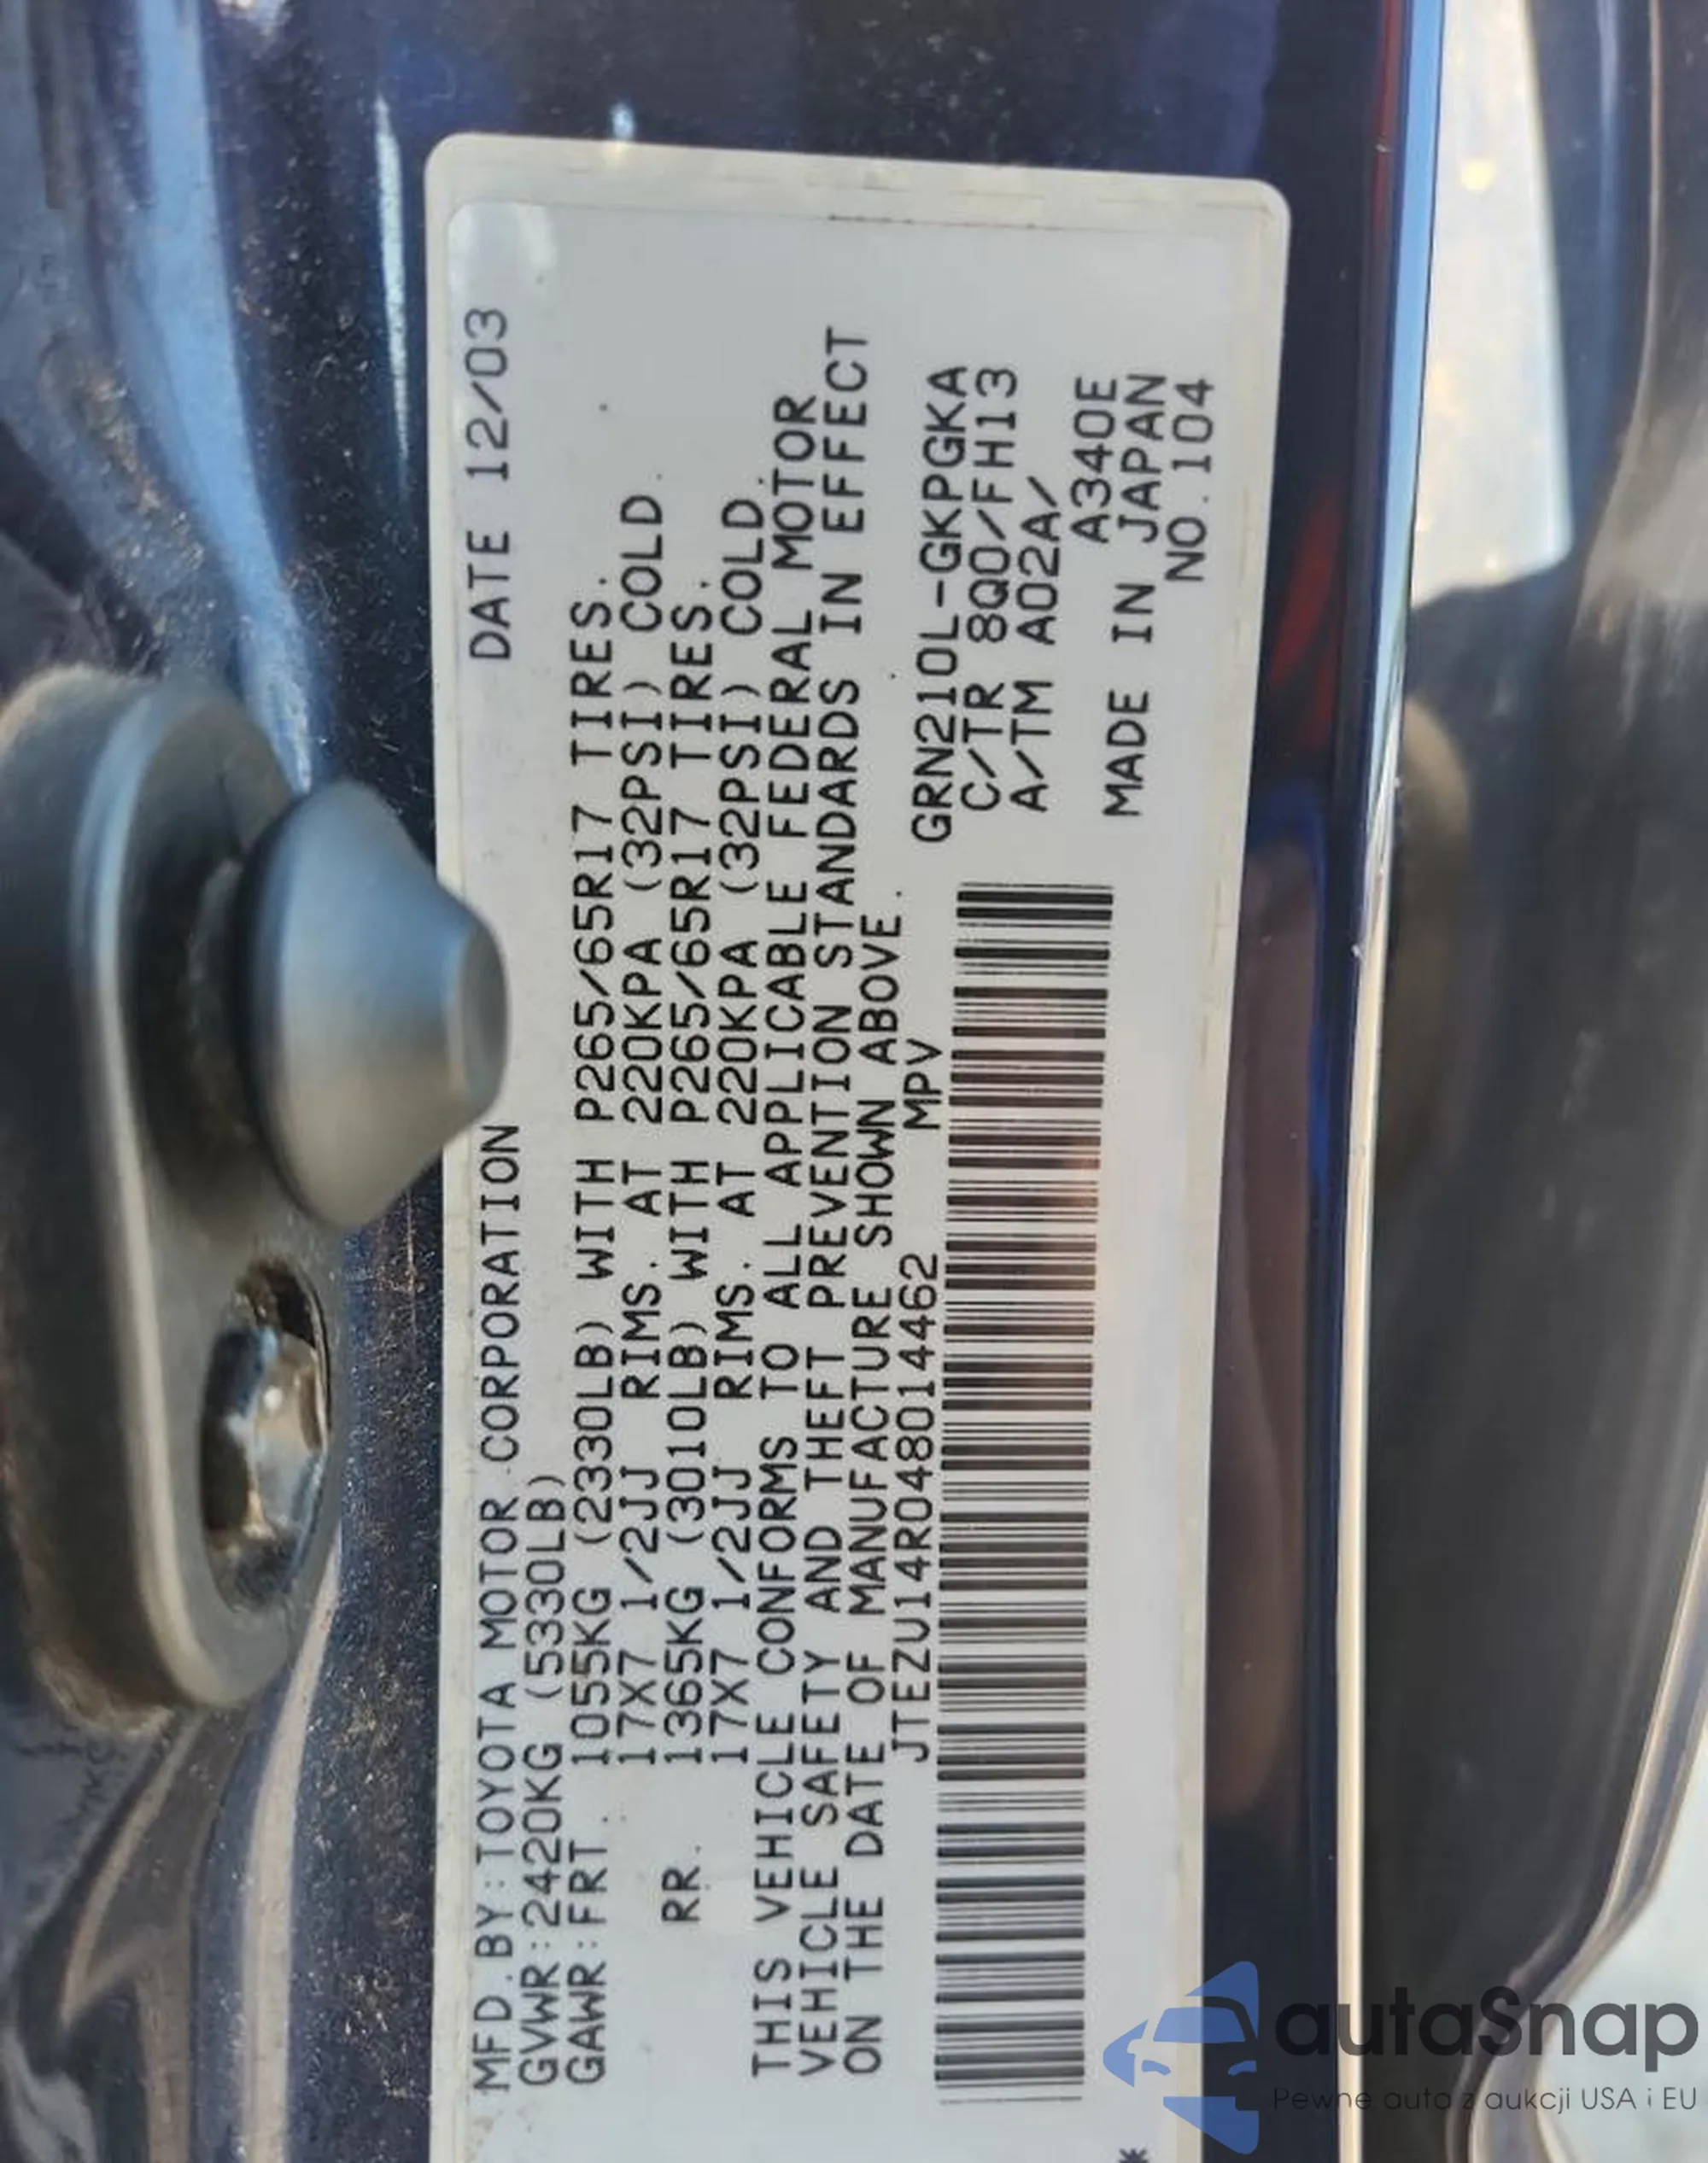 MFD.BY:TOYOTA MOTOR CORPORATION DATE 12/03
GVWR:2420KG (5330LB)
GAWR:FRT. 1055KG (2330LB) WITH P265/65R17 TIRES.
17X7 1/2JJ RIMS. AT 220KPA (32PSI) COLD.
RR. 1365KG (3010LB) WITH P265/65R17 TIRES.
17X7 1/2JJ RIMS. AT 220KPA (32PSI) COLD.
THIS VEHICLE CONFORMS TO ALL APPLICABLE FEDERAL MOTOR
VEHICLE SAFETY AND THEFT PREVENTION STANDARDS IN EFFECT
ON THE DATE OF MANUFACTURE SHOWN ABOVE.
JTEZU14R048014462 MPV
GRN210L-GKPGKA
C/TR 8Q0/FH13
A/TM A02A/
A340E
MADE IN JAPAN
NO.104
*
autaSnap
Pewne auta z aukcji USA i EU